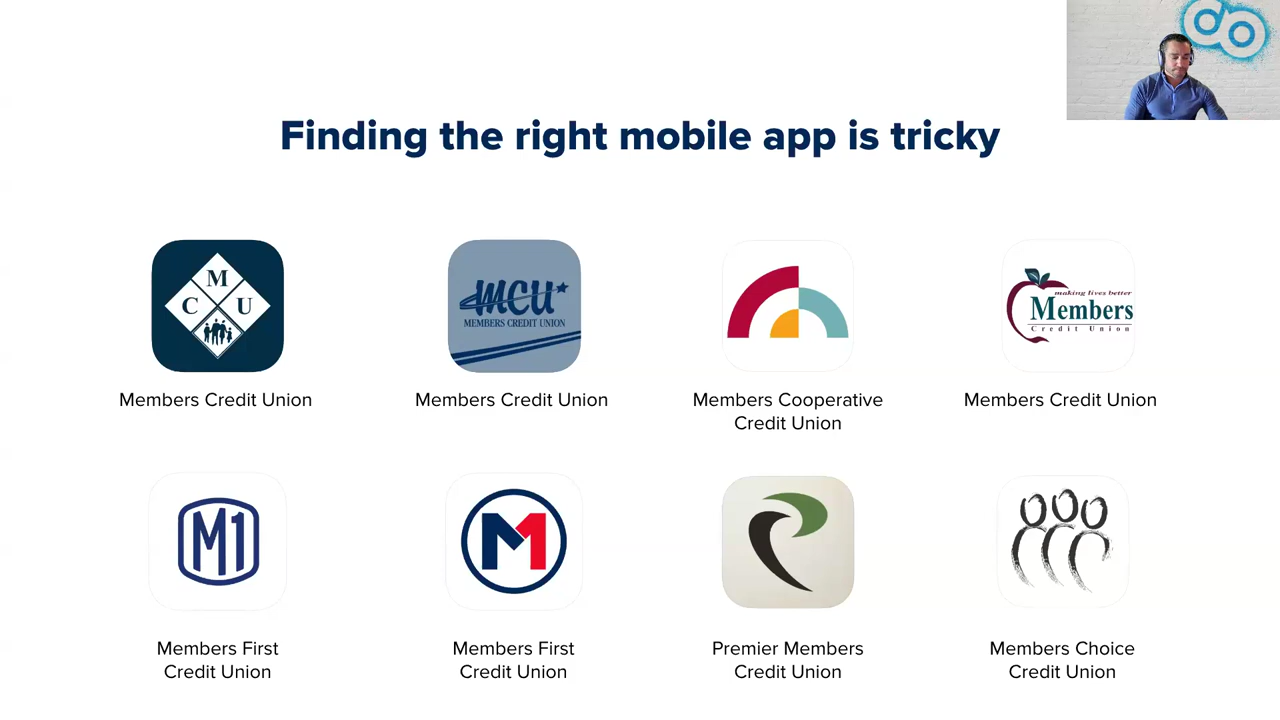 Finding the right mobile app is tricky
M
C U
Members Credit Union
MCU
MEMBERS CREDIT UNION
Members Credit Union
Members Cooperative
Credit Union
making lives better
Members
Credit Union
Members Credit Union
M1
Members First
Credit Union
M1
Members First
Credit Union
Premier Members
Credit Union
Members Choice
Credit Union